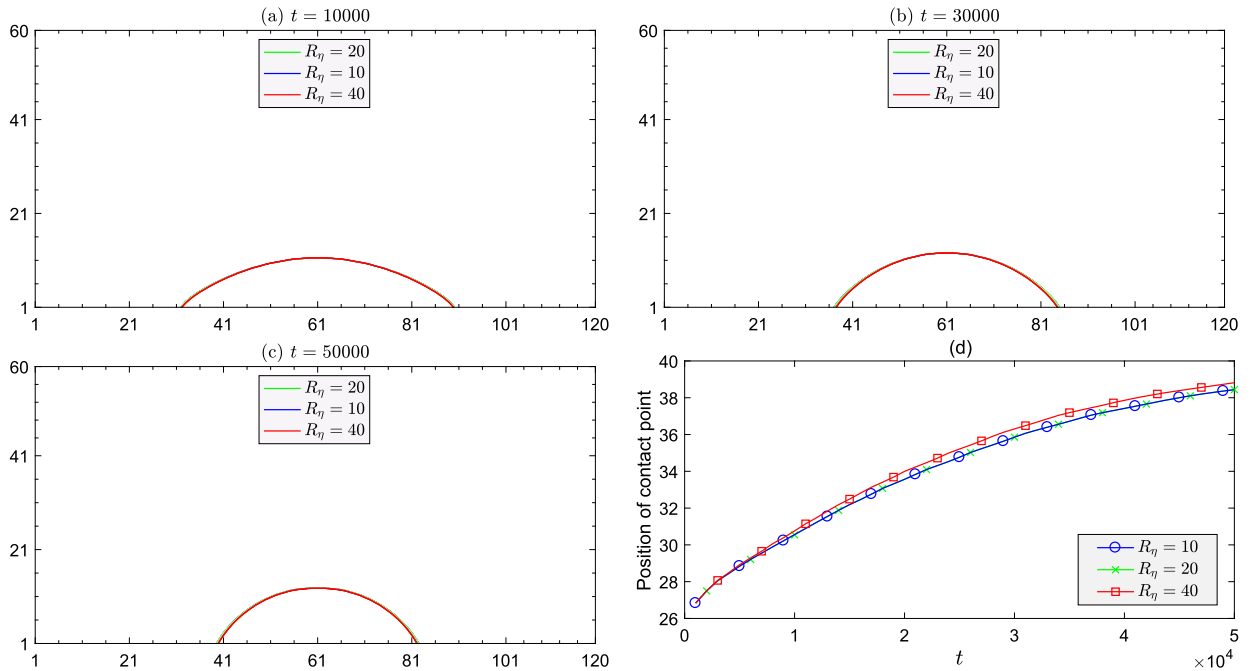 (a) t = 10000
60
41
21
1
1 21 41 61 81 101 120
R_η = 20
R_η = 10
R_η = 40
(b) t = 30000
60
41
21
1
1 21 41 61 81 101 120
R_η = 20
R_η = 10
R_η = 40
(c) t = 50000
60
41
21
1
1 21 41 61 81 101 120
R_η = 20
R_η = 10
R_η = 40
(d)
Position of contact point
40
38
36
34
32
30
28
26
0 1 2 3 4 5
t
×10^4
R_η = 10
R_η = 20
R_η = 40